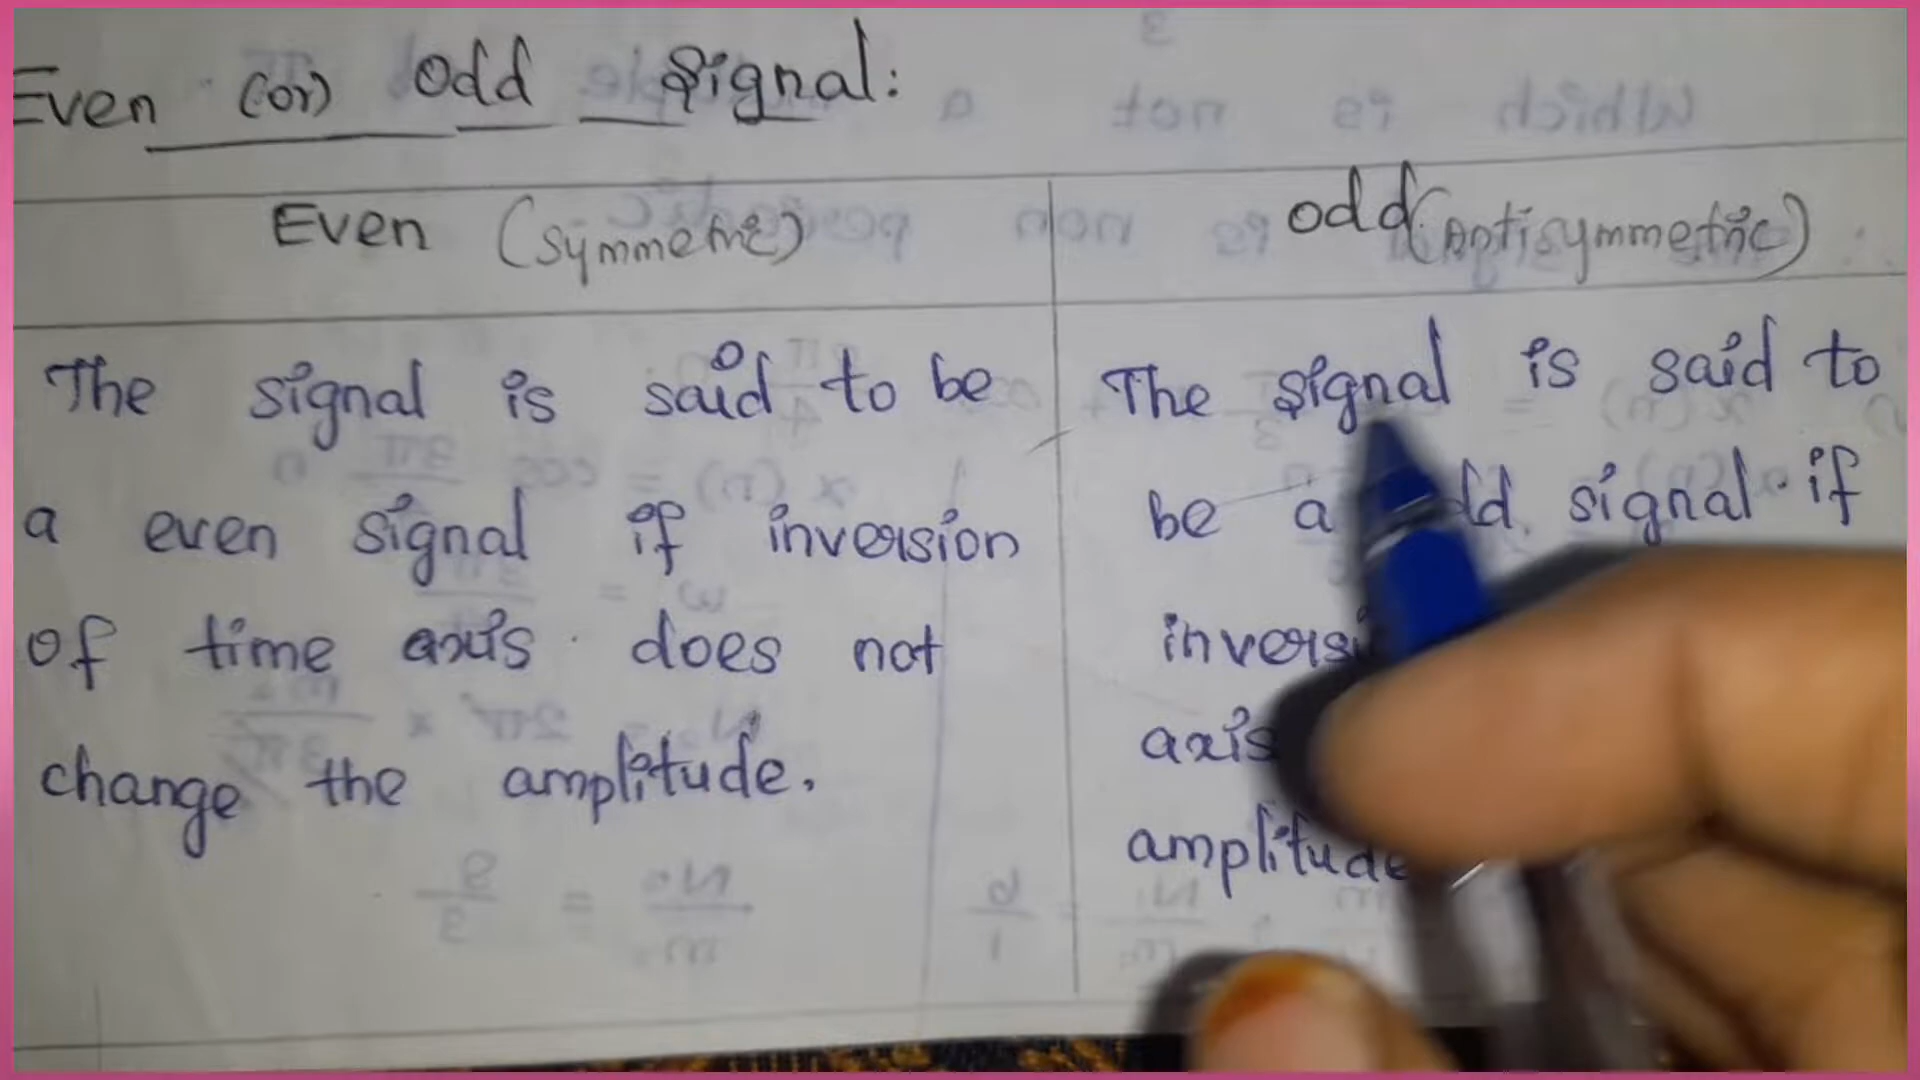 Even (or) Odd Signal:
Even (Symmetric)
odd (Antisymmetric)
The signal is said to be
a even signal if inversion
of time axis does not
change the amplitude.
The signal is said to
be a signal if
axis
amplitude